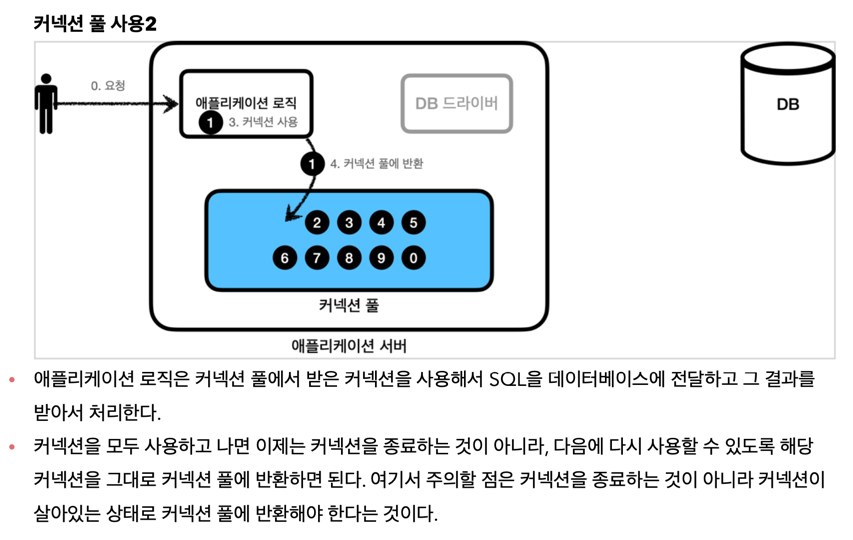 커넥션 풀 사용2
0. 요청
애플리케이션 로직
1 3. 커넥션 사용
DB 드라이버
DB
1 4. 커넥션 풀에 반환
2 3 4 5
6 7 8 9 0
커넥션 풀
애플리케이션 서버
• 애플리케이션 로직은 커넥션 풀에서 받은 커넥션을 사용해서 SQL을 데이터베이스에 전달하고 그 결과를
받아서 처리한다.
• 커넥션을 모두 사용하고 나면 이제는 커넥션을 종료하는 것이 아니라, 다음에 다시 사용할 수 있도록 해당
커넥션을 그대로 커넥션 풀에 반환하면 된다. 여기서 주의할 점은 커넥션을 종료하는 것이 아니라 커넥션이
살아있는 상태로 커넥션 풀에 반환해야 한다는 것이다.